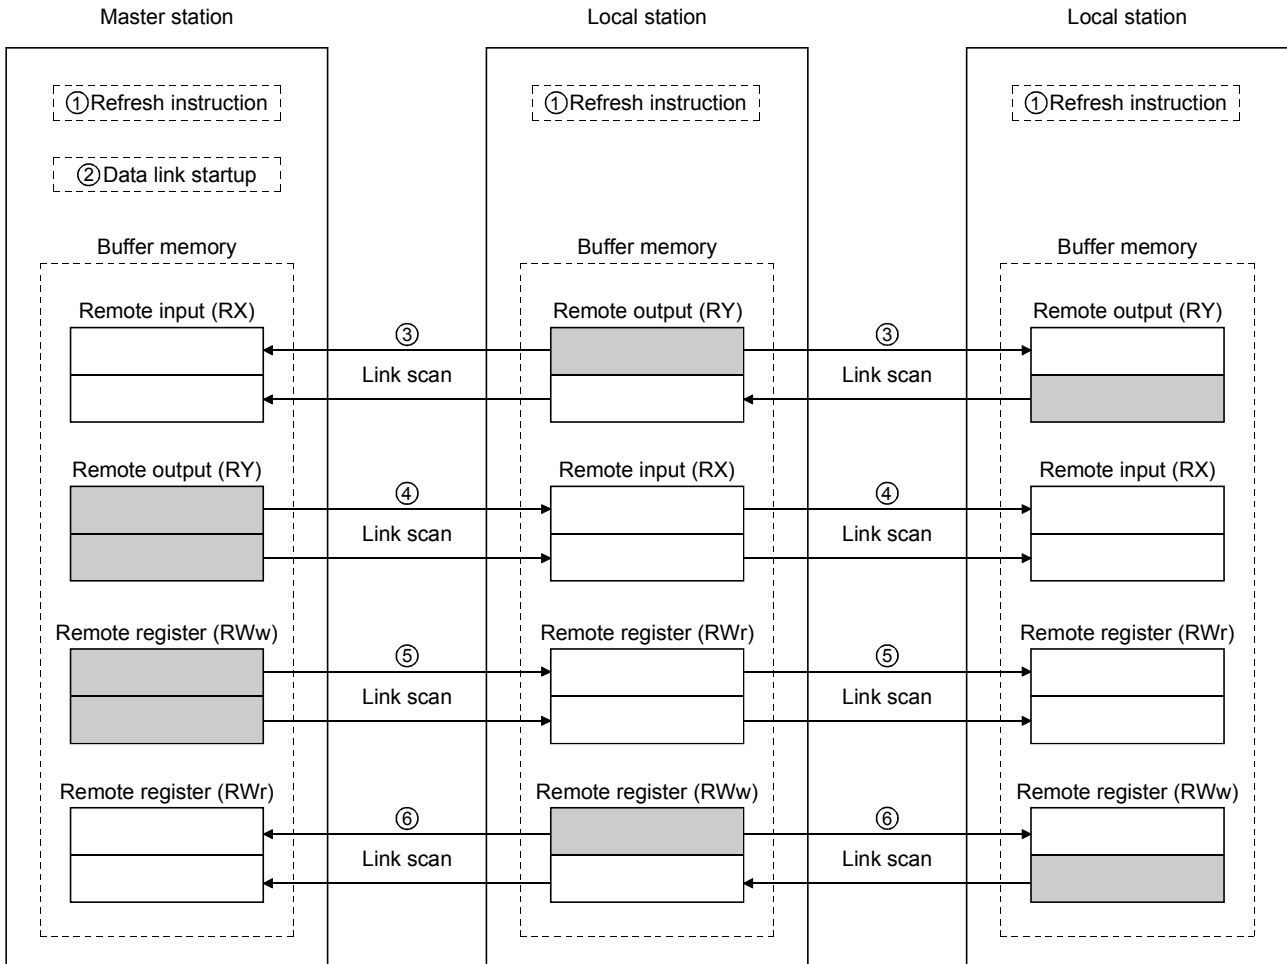 Master station
Local station
Local station
①Refresh instruction
①Refresh instruction
①Refresh instruction
②Data link startup
Buffer memory
Buffer memory
Buffer memory
Remote input (RX)
Remote output (RY)
Remote output (RY)
③
③
Link scan
Link scan
Remote output (RY)
Remote input (RX)
Remote input (RX)
④
④
Link scan
Link scan
Remote register (RWw)
Remote register (RWr)
Remote register (RWr)
⑤
⑤
Link scan
Link scan
Remote register (RWr)
Remote register (RWw)
Remote register (RWw)
⑥
⑥
Link scan
Link scan